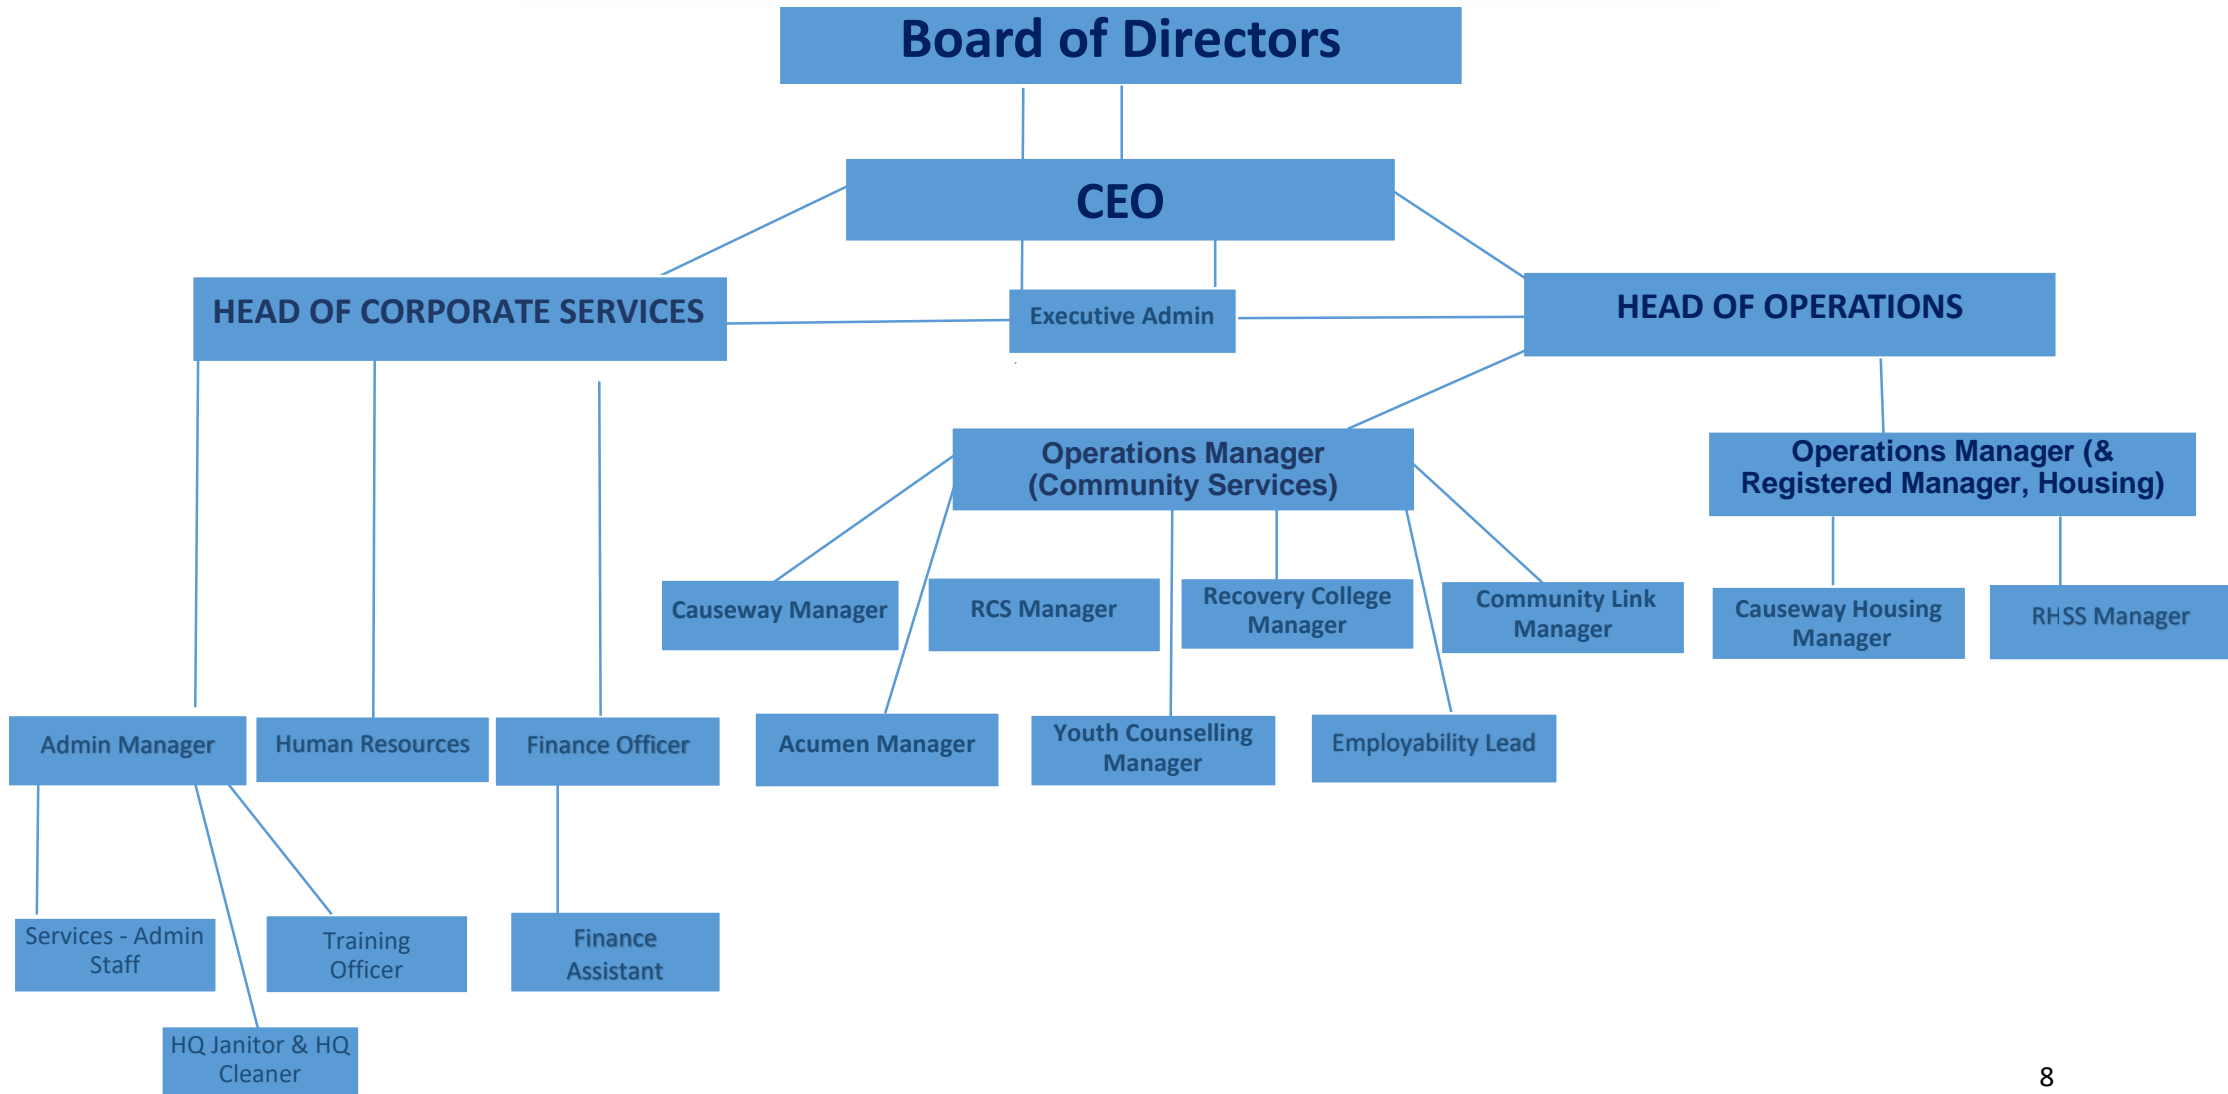 Board of Directors
CEO
HEAD OF CORPORATE SERVICES
Executive Admin
HEAD OF OPERATIONS
Operations Manager
(Community Services)
Operations Manager (&
Registered Manager, Housing)
Causeway Manager
RCS Manager
Recovery College
Manager
Community Link
Manager
Causeway Housing
Manager
RHSS Manager
Admin Manager
Human Resources
Finance Officer
Acumen Manager
Youth Counselling
Manager
Employability Lead
Services - Admin
Staff
Training
Officer
Finance
Assistant
HQ Janitor & HQ
Cleaner
8